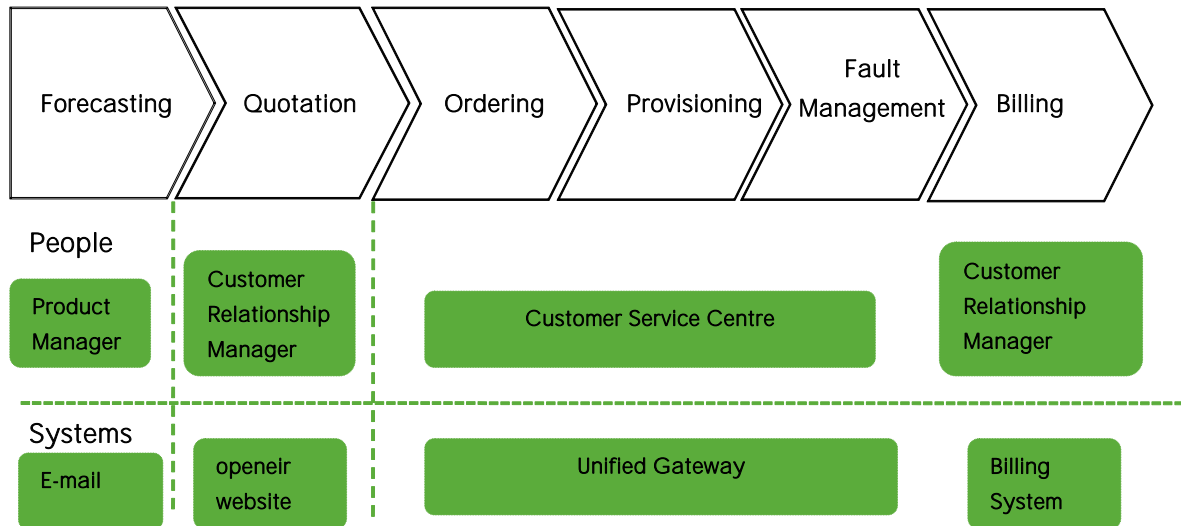 Forecasting
Quotation
Ordering
Provisioning
Fault
Management
Billing
People
Product
Manager
Customer
Relationship
Manager
Customer Service Centre
Customer
Relationship
Manager
Systems
E-mail
openeir
website
Unified Gateway
Billing
System